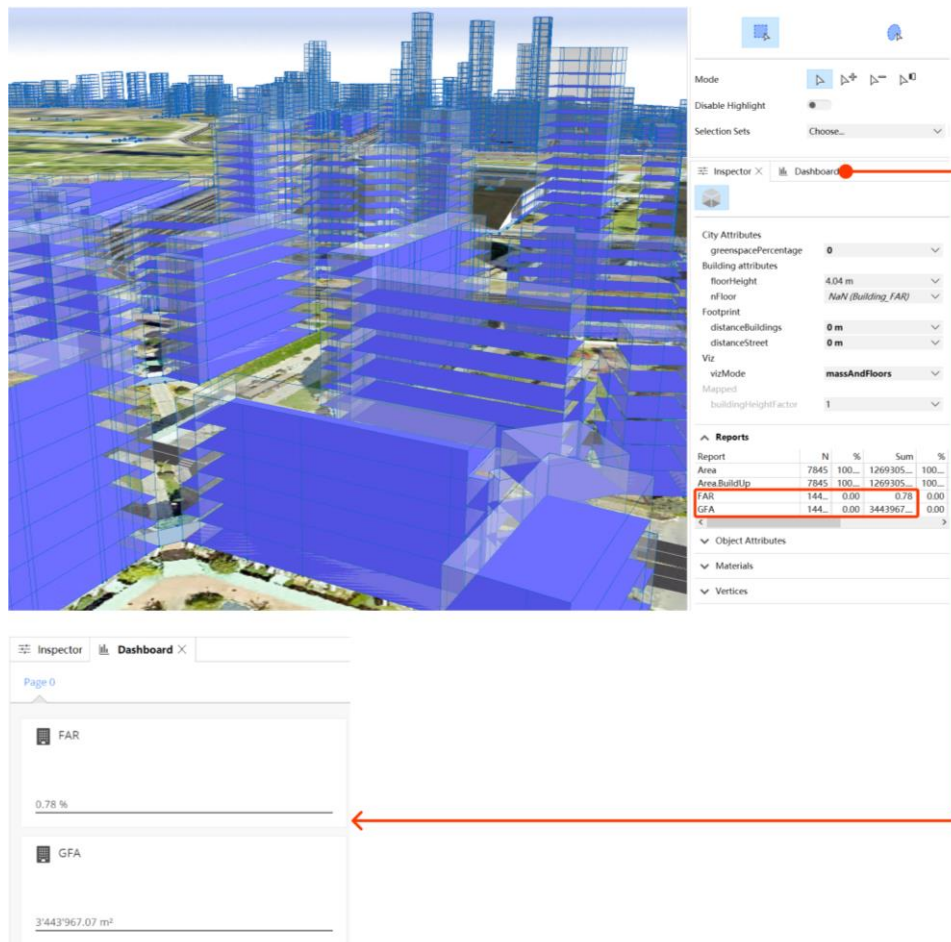 Mode
Disable Highlight
Selection Sets Choose...
Inspector Dashboard
City Attributes
greenspacePercentage 0
Building attributes
floorHeight 4.04 m
nFloor NaN (Building_FAR)
Footprint
distanceBuildings 0 m
distanceStreet 0 m
Viz
vizMode massAndFloors
Mapped
buildingHeightFactor 1
Reports
Report N % Sum %
Area 7845 100... 1269305... 100...
Area.BuildUp 7845 100... 1269305... 100...
FAR 144... 0.00 0.78 0.00
GFA 144... 0.00 3443967... 0.00
Object Attributes
Materials
Vertices
Inspector Dashboard
Page 0
FAR
0.78 %
GFA
3'443'967.07 m²